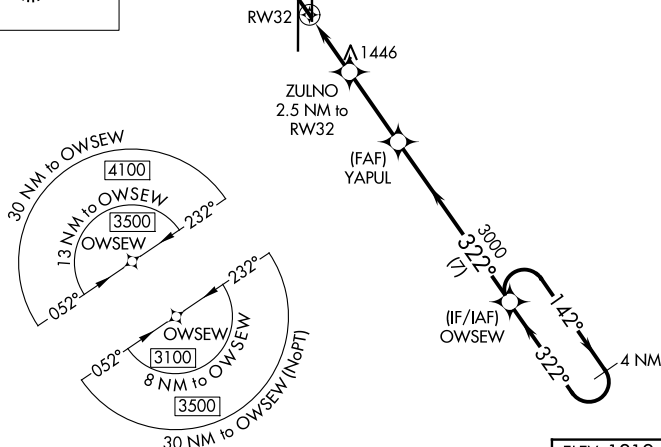 RW32
1446
ZULNO
2.5 NM to
RW32
(FAF)
YAPUL
3000
322°
(7)
(IF/IAF)
OWSEW
142°
322°
4 NM
30 NM to OWSEW
4100
13 NM to OWSEW
3500
OWSEW
232°
052°
232°
OWSEW
052°
3100
8 NM to OWSEW
3500
30 NM to OWSEW (NoPT)